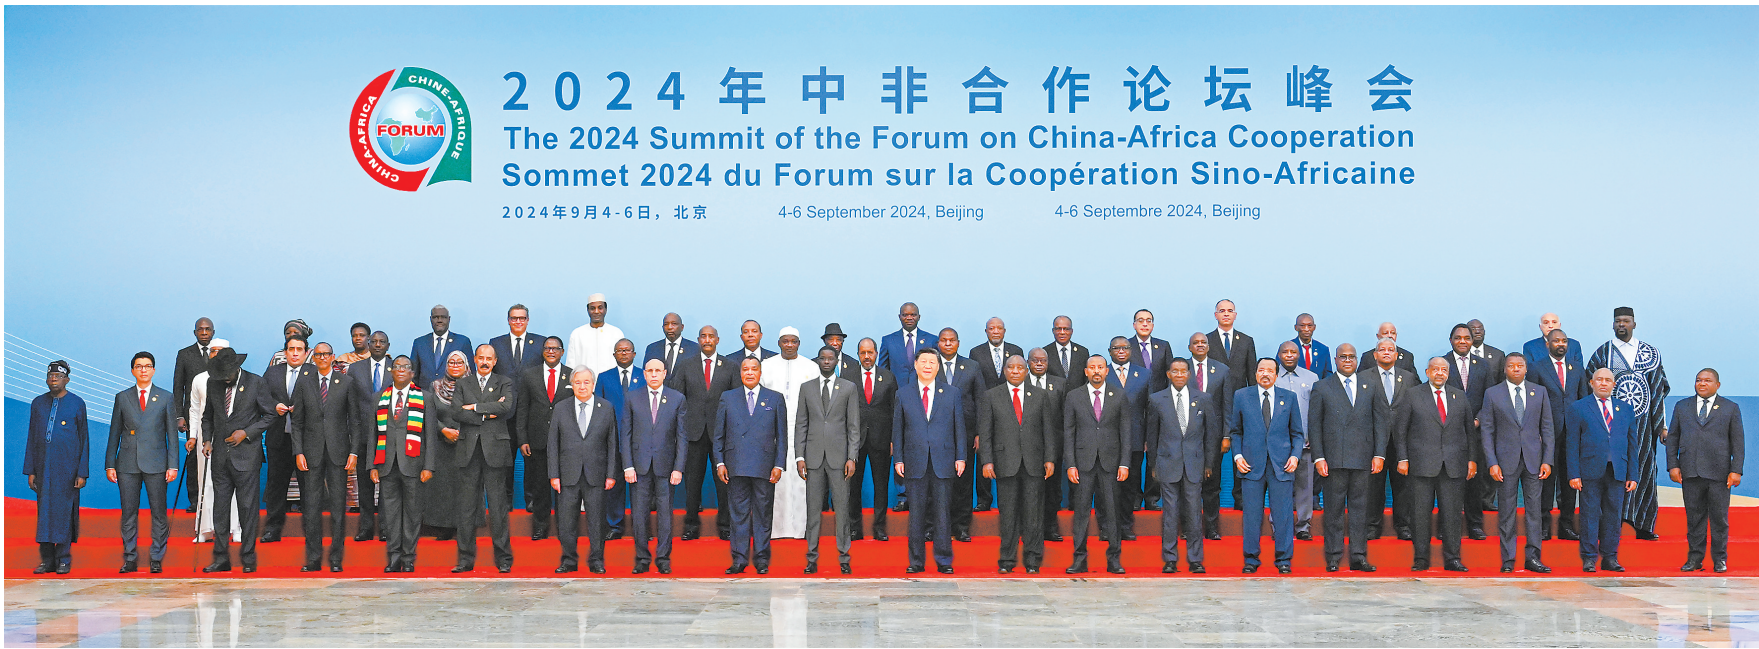 CHINE-AFRIQUE
CHINA-AFRICA
FORUM
2024年中非合作论坛峰会
The 2024 Summit of the Forum on China-Africa Cooperation
Sommet 2024 du Forum sur la Coopération Sino-Africaine
2024年9月4-6日，北京 4-6 September 2024, Beijing 4-6 Septembre 2024, Beijing